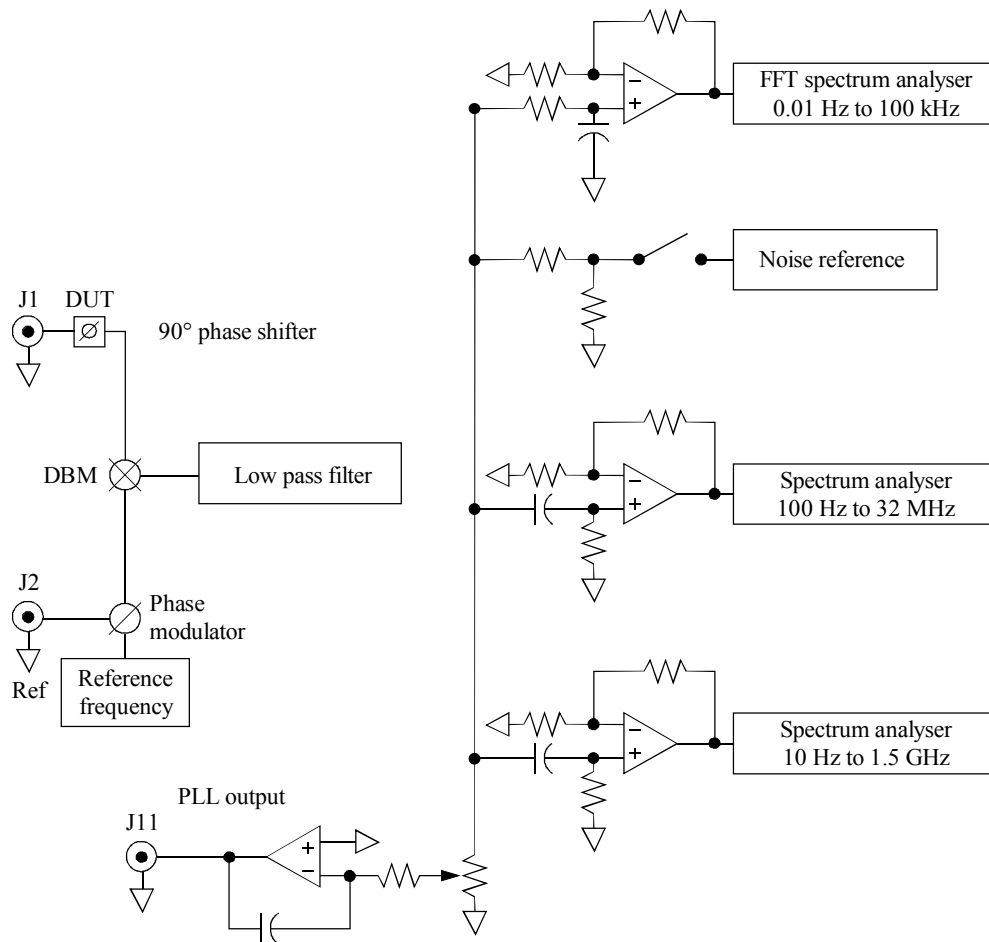 FFT spectrum analyser
0.01 Hz to 100 kHz
Noise reference
J1
DUT
90° phase shifter
DBM
Low pass filter
Spectrum analyser
100 Hz to 32 MHz
J2
Phase
modulator
Ref
Reference
frequency
Spectrum analyser
10 Hz to 1.5 GHz
PLL output
J11